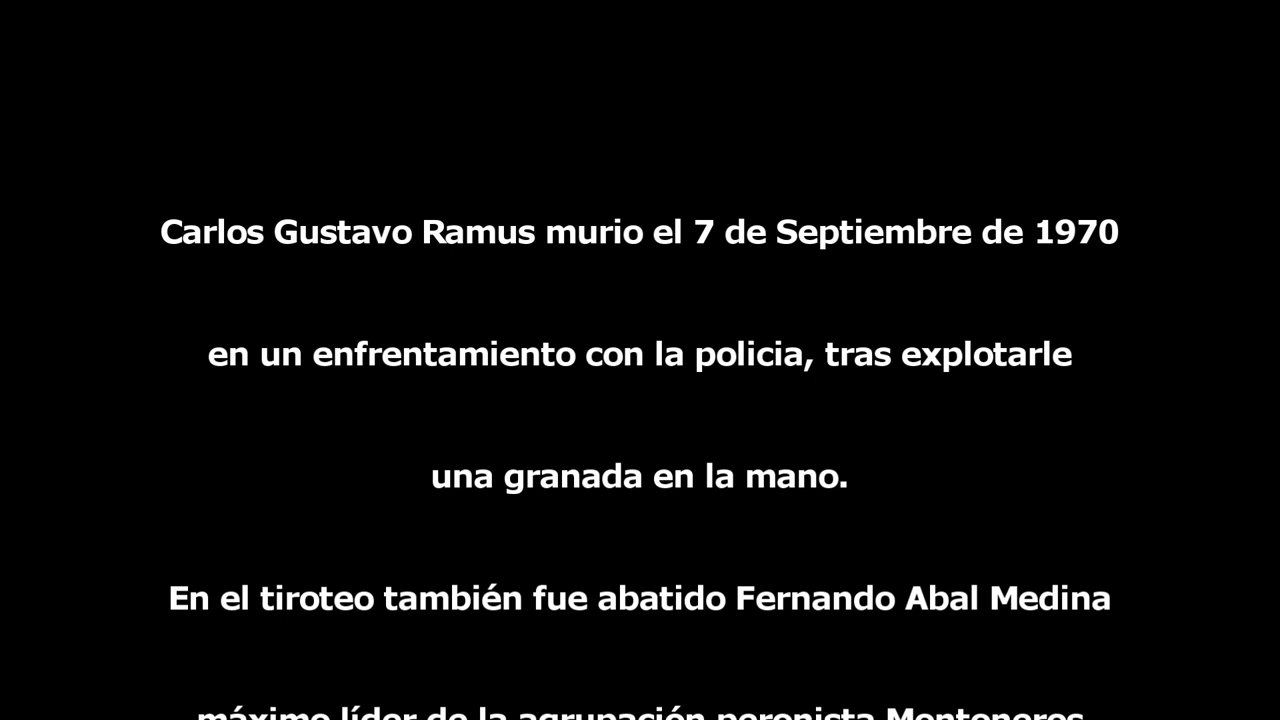 Carlos Gustavo Ramus murio el 7 de Septiembre de 1970
en un enfrentamiento con la policia, tras explotarle
una granada en la mano.
En el tiroteo también fue abatido Fernando Abal Medina
máximo líder de la agrupación peronista Montoneros